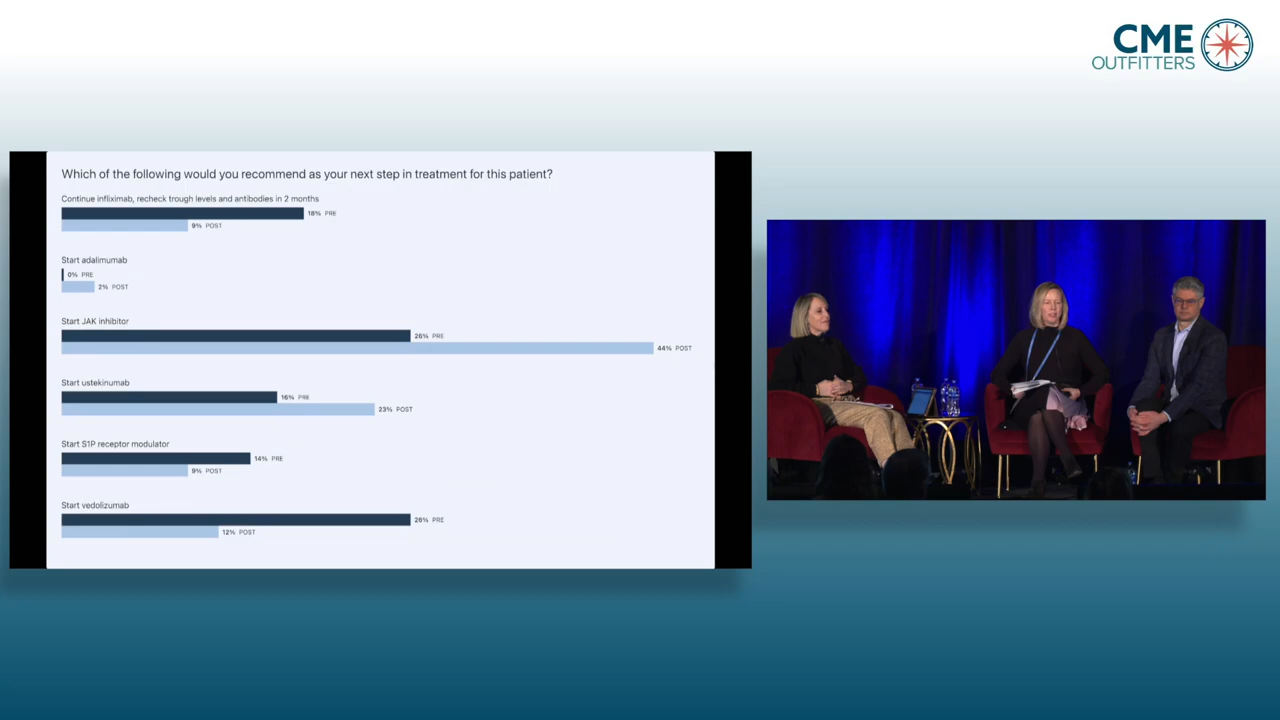 CME
OUTFITTERS
Which of the following would you recommend as your next step in treatment for this patient?
Continue infliximab, recheck trough levels and antibodies in 2 months
18% PRE
9% POST
Start adalimumab
0% PRE
2% POST
Start JAK inhibitor
26% PRE
44% POST
Start ustekinumab
16% PRE
23% POST
Start S1P receptor modulator
14% PRE
9% POST
Start vedolizumab
26% PRE
12% POST